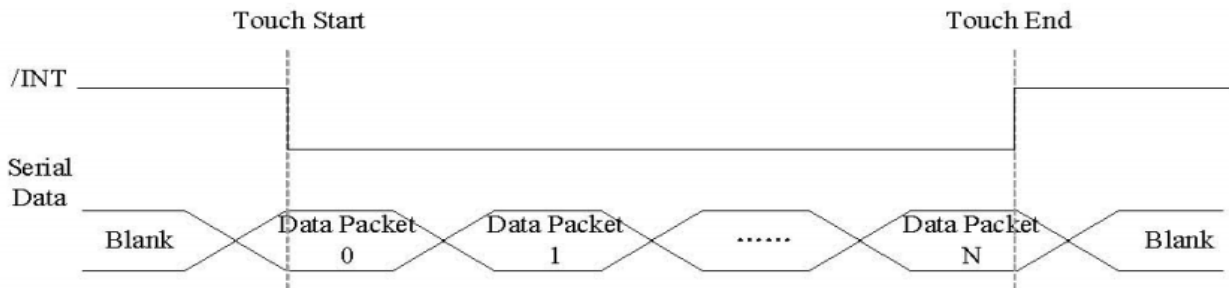 Touch Start
Touch End
/INT
Serial
Data
Blank
Data Packet
0
Data Packet
1
......
Data Packet
N
Blank